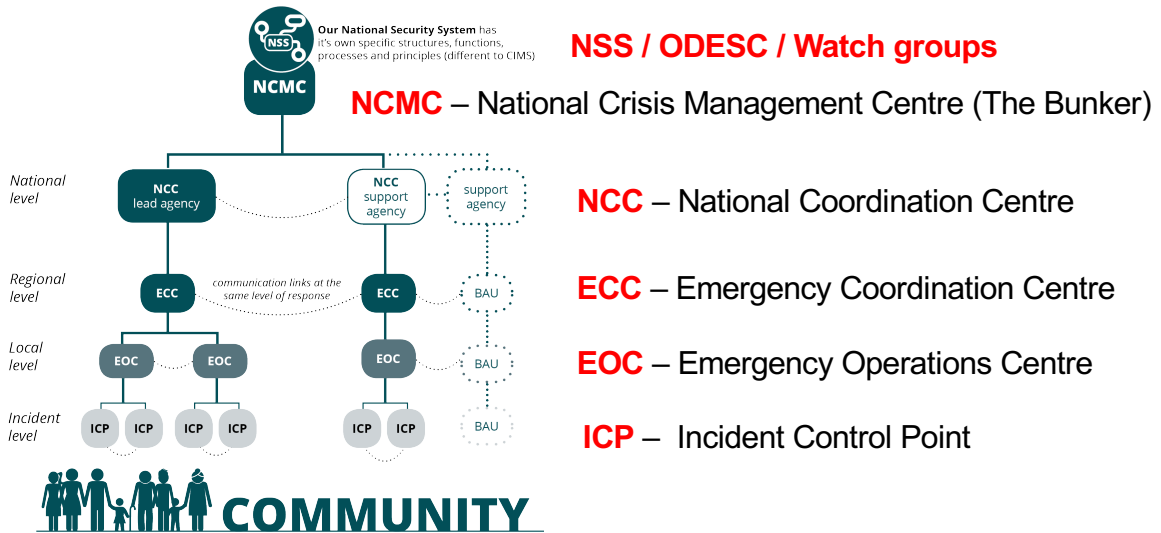 NSS
Our National Security System has
it's own specific structures, functions,
processes and principles (different to CIMS)
NSS / ODESC / Watch groups
NCMC
NCMC – National Crisis Management Centre (The Bunker)
National
level
NCC
lead agency
NCC
support
agency
support
agency
NCC – National Coordination Centre
Regional
level
ECC
communication links at the
same level of response
ECC
BAU
ECC – Emergency Coordination Centre
Local
level
EOC
EOC
EOC
BAU
EOC – Emergency Operations Centre
Incident
level
ICP
ICP
ICP
ICP
ICP
ICP
BAU
ICP – Incident Control Point
COMMUNITY